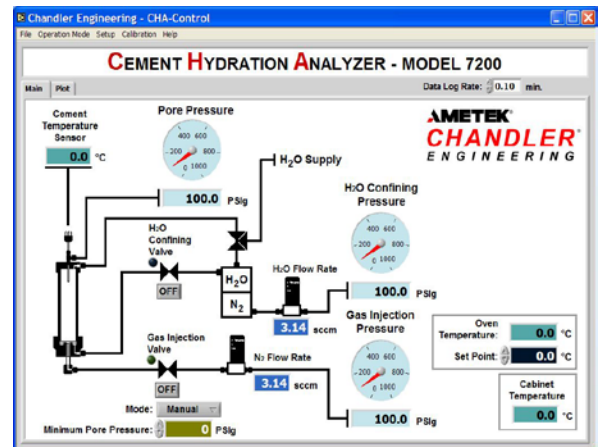 Chandler Engineering - CHA-Control
File Operation Mode Setup Calibration Help
CEMENT HYDRATION ANALYZER - MODEL 7200
Main Plot
Data Log Rate: 0.10 min.
Cement
Temperature
Sensor
0.0 °C
Pore Pressure
400 600
200 800
0 1000
100.0 PSIg
H2O Supply
AMETEK
CHANDLER
ENGINEERING
H2O
Confining
Valve
OFF
H2O
N2
H2O Flow Rate
3.14 sccm
H2O Confining
Pressure
400 600
200 800
0 1000
100.0 PSIg
Gas Injection
Valve
OFF
N2 Flow Rate
3.14 sccm
Gas Injection
Pressure
400 600
200 800
0 1000
100.0 PSIg
Mode: Manual
Minimum Pore Pressure: 0 PSIg
Oven
Temperature: 0.0 °C
Set Point: 0.0 °C
Cabinet
Temperature
0.0 °C